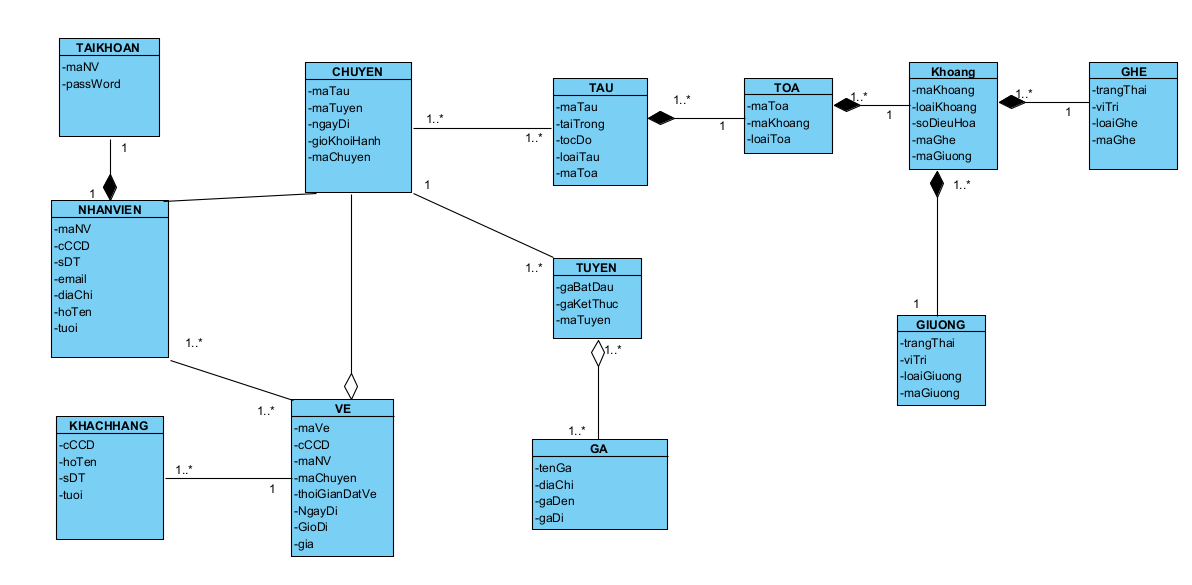 TAIKHOAN
-maNV
-passWord
1
1
NHANVIEN
-maNV
-cCCD
-sDT
-email
-diaChi
-hoTen
-tuoi
1..*
1..*
KHACHHANG
-cCCD
-hoTen
-sDT
-tuoi
1..*
1
CHUYEN
-maTau
-maTuyen
-ngayDi
-gioKhoiHanh
-maChuyen
1..*
1..*
1
1..*
VE
-maVe
-cCCD
-maNV
-maChuyen
-thoiGianDatVe
-NgayDi
-GioDi
-gia
TAU
-maTau
-taiTrong
-tocDo
-loaiTau
-maToa
1..*
1
TUYEN
-gaBatDau
-gaKetThuc
-maTuyen
1..*
1..*
GA
-tenGa
-diaChi
-gaDen
-gaDi
TOA
-maToa
-maKhoang
-loaiToa
1..*
1
Khoang
-maKhoang
-loaiKhoang
-soDieuHoa
-maGhe
-maGiuong
1..*
1
1..*
1
GHE
-trangThai
-viTri
-loaiGhe
-maGhe
GIUONG
-trangThai
-viTri
-loaiGiuong
-maGiuong